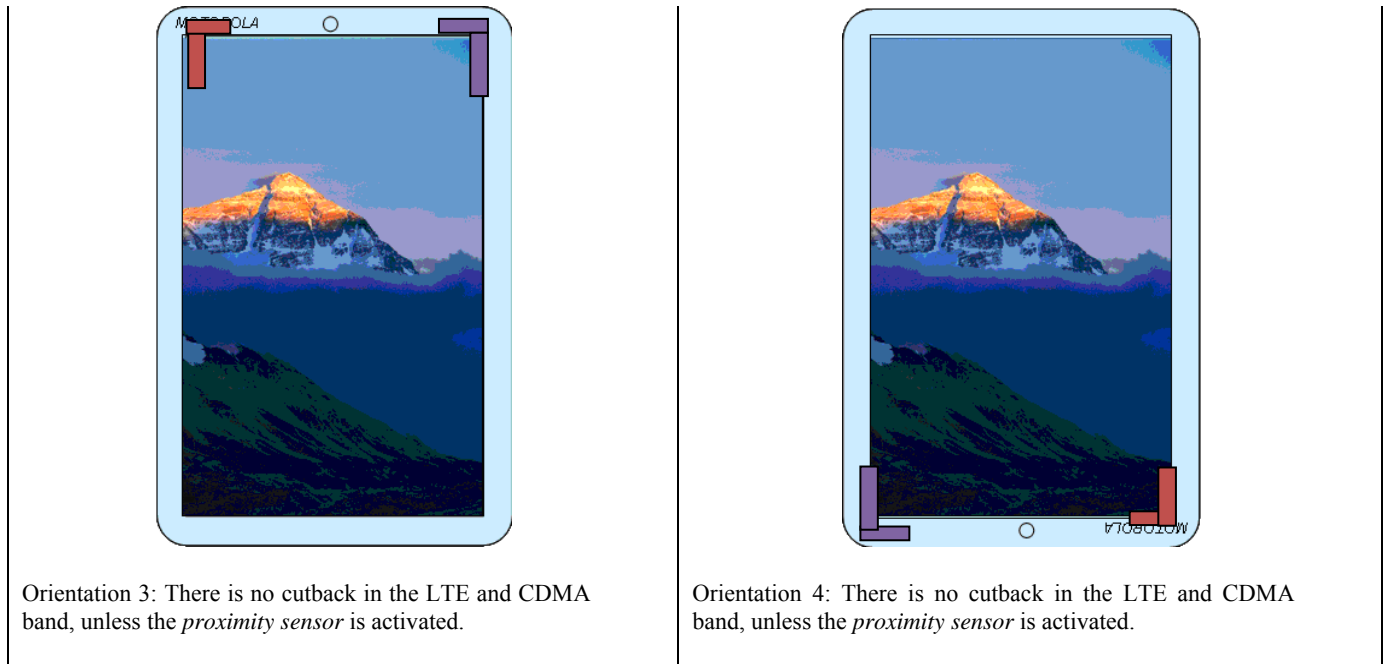 MOTOROLA
Orientation 3: There is no cutback in the LTE and CDMA
band, unless the proximity sensor is activated.
MOTOROLA
Orientation 4: There is no cutback in the LTE and CDMA
band, unless the proximity sensor is activated.